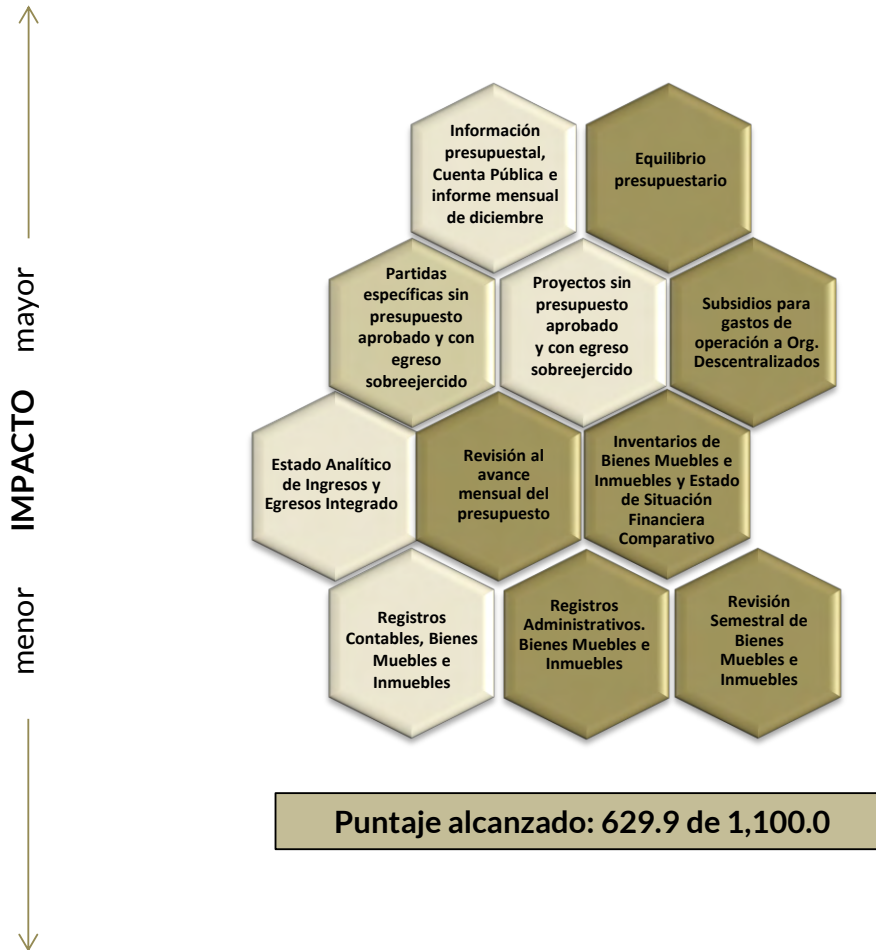 Información
presupuestal,
Cuenta Pública e
informe mensual
de diciembre
Equilibrio
presupuestario
mayor
IMPACTO
menor
Partidas
específicas sin
presupuesto
aprobado y con
egreso
sobreejercido
Proyectos sin
presupuesto
aprobado
y con egreso
sobreejercido
Subsidios para
gastos de
operación a Org.
Descentralizados
Estado Analítico
de Ingresos y
Egresos Integrado
Revisión al
avance
mensual del
presupuesto
Inventarios de
Bienes Muebles e
Inmuebles y Estado
de Situación
Financiera
Comparativo
Registros
Contables, Bienes
Muebles e
Inmuebles
Registros
Administrativos.
Bienes Muebles e
Inmuebles
Revisión
Semestral de
Bienes
Muebles e
Inmuebles
Puntaje alcanzado: 629.9 de 1,100.0